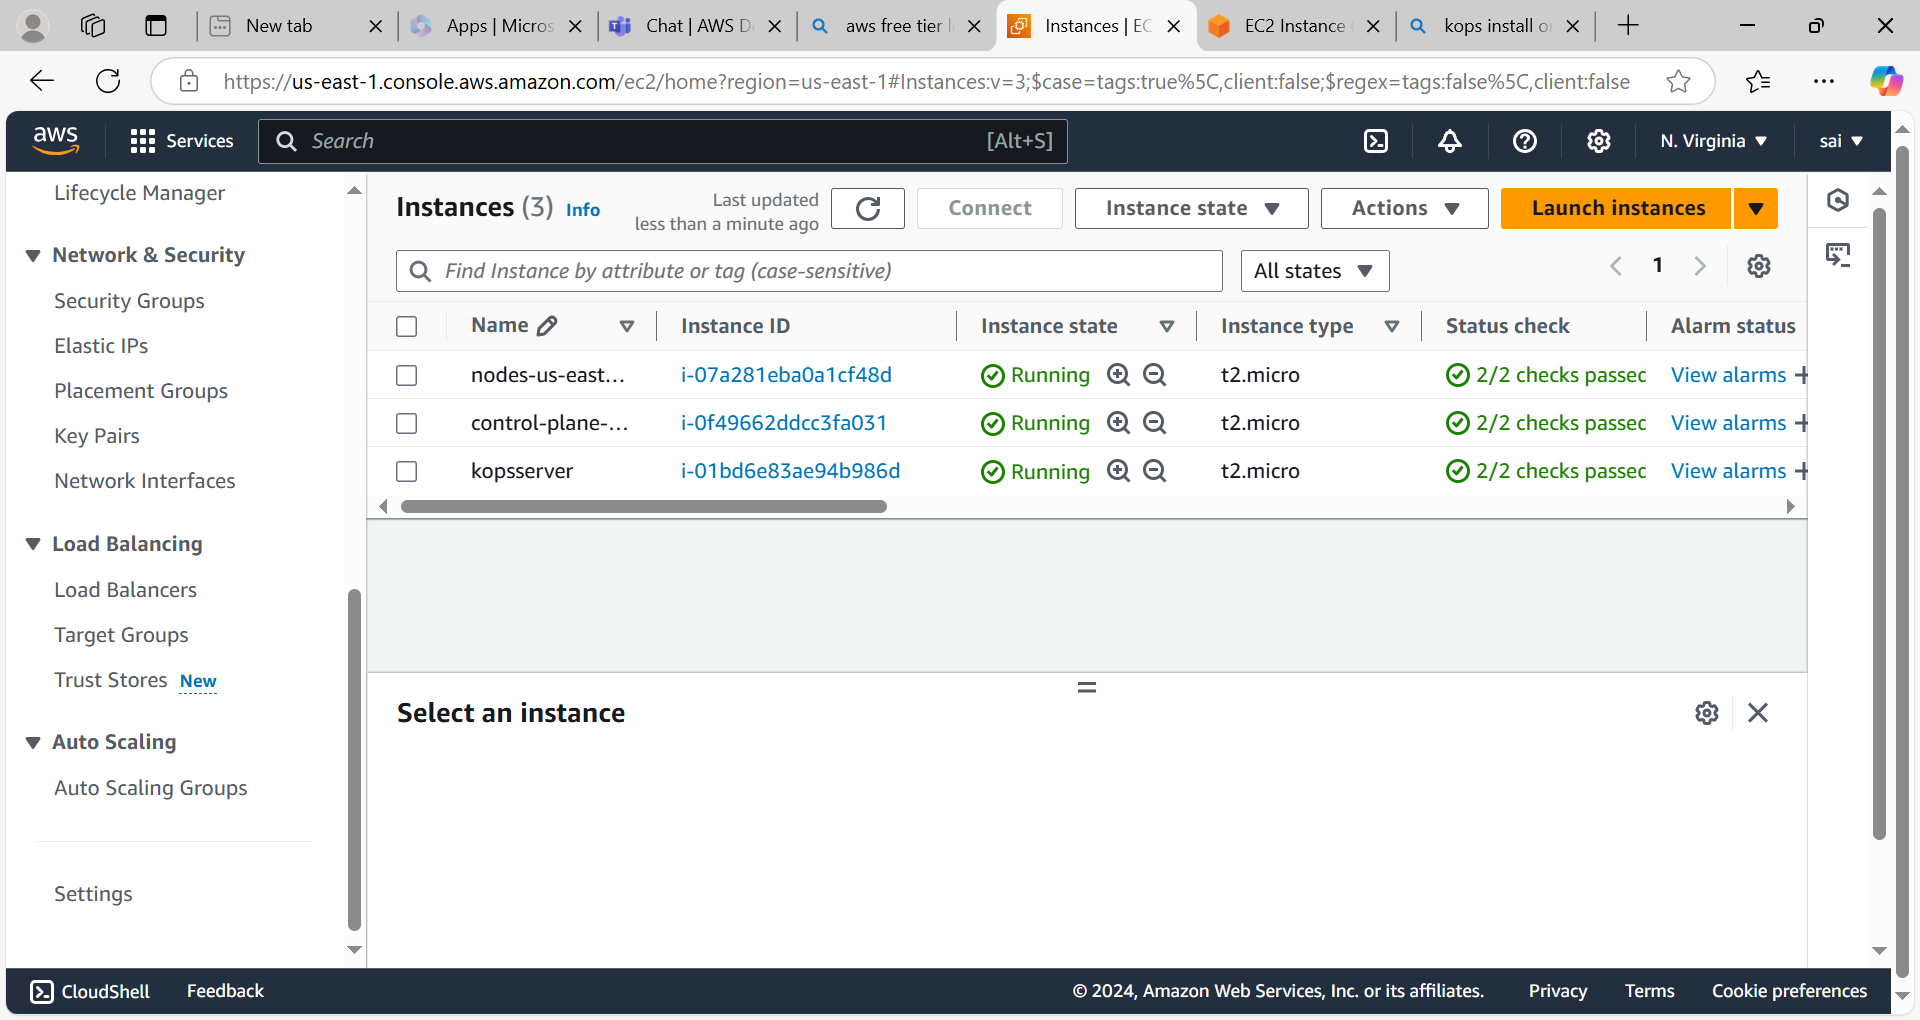 New tab
Apps | Micros
Chat | AWS D
aws free tier l
Instances | EC
EC2 Instance
kops install o
https://us-east-1.console.aws.amazon.com/ec2/home?region=us-east-1#Instances:v=3;$case=tags:true%5C,client:false;$regex=tags:false%5C,client:false
aws
Services
Search
[Alt+S]
N. Virginia
sai
Lifecycle Manager
Network & Security
Security Groups
Elastic IPs
Placement Groups
Key Pairs
Network Interfaces
Load Balancing
Load Balancers
Target Groups
Trust Stores New
Auto Scaling
Auto Scaling Groups
Settings
Instances (3) Info
Last updated
less than a minute ago
Connect
Instance state
Actions
Launch instances
Find Instance by attribute or tag (case-sensitive)
All states
1
Name Instance ID Instance state Instance type Status check Alarm status
nodes-us-east... i-07a281eba0a1cf48d Running t2.micro 2/2 checks passed View alarms +
control-plane-... i-0f49662ddcc3fa031 Running t2.micro 2/2 checks passed View alarms +
kopsserver i-01bd6e83ae94b986d Running t2.micro 2/2 checks passed View alarms +
Select an instance
CloudShell
Feedback
© 2024, Amazon Web Services, Inc. or its affiliates.
Privacy
Terms
Cookie preferences